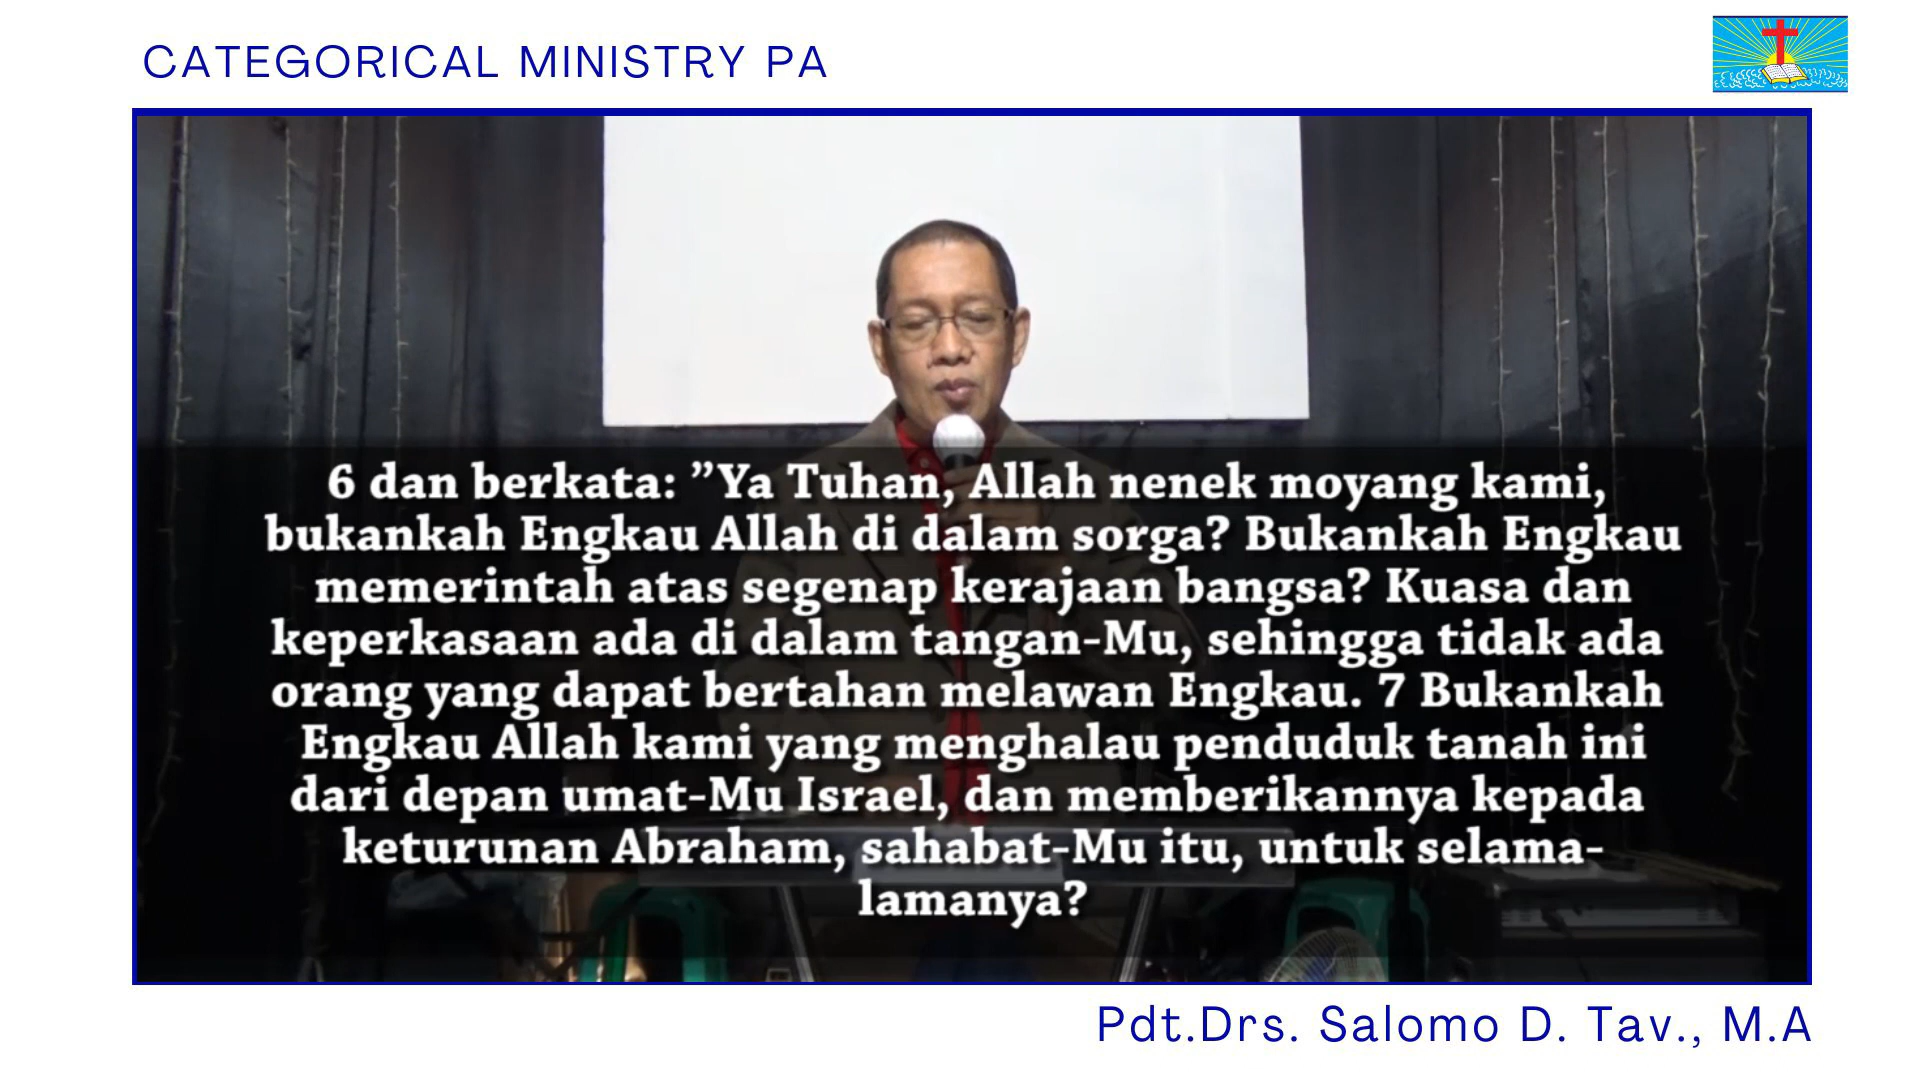 CATEGORICAL MINISTRY PA
6 dan berkata: ”Ya Tuhan, Allah nenek moyang kami,
bukankah Engkau Allah di dalam sorga? Bukankah Engkau
memerintah atas segenap kerajaan bangsa? Kuasa dan
keperkasaan ada di dalam tangan-Mu, sehingga tidak ada
orang yang dapat bertahan melawan Engkau. 7 Bukankah
Engkau Allah kami yang menghalau penduduk tanah ini
dari depan umat-Mu Israel, dan memberikannya kepada
keturunan Abraham, sahabat-Mu itu, untuk selama-
lamanya?
Pdt.Drs. Salomo D. Tav., M.A